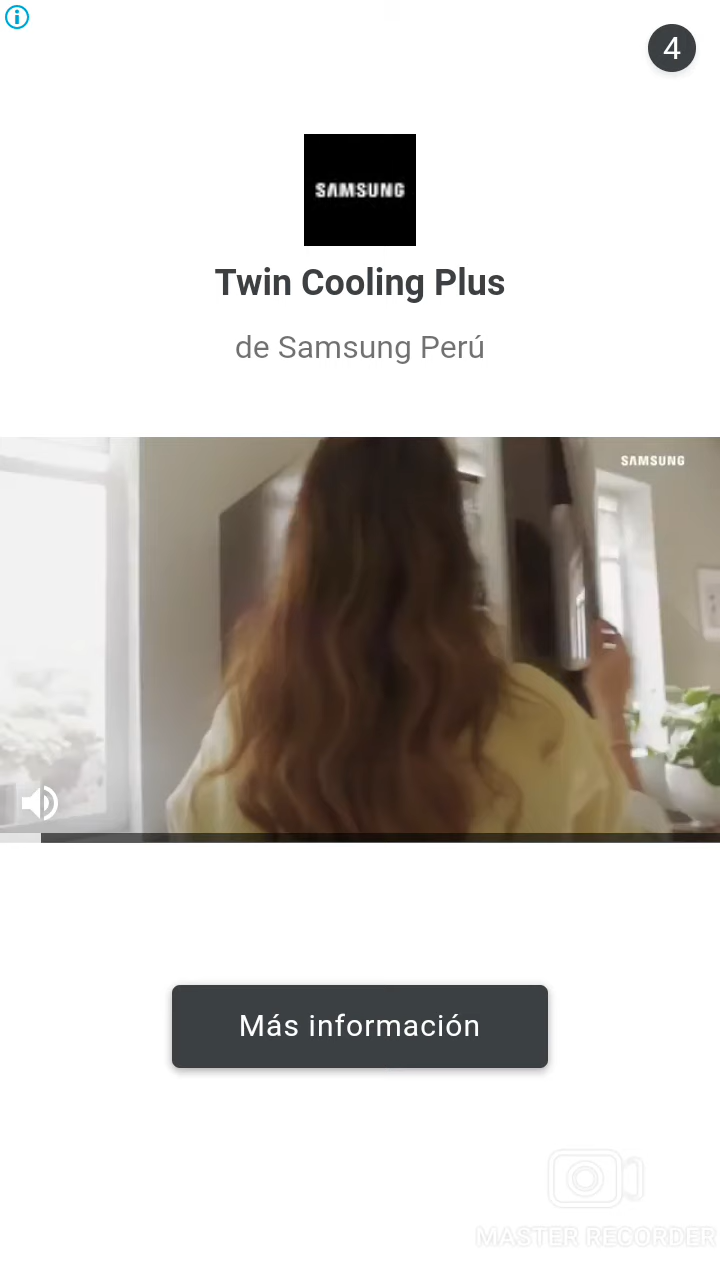 4
SAMSUNG
Twin Cooling Plus
de Samsung Perú
SAMSUNG
Más información
MASTER RECORDER